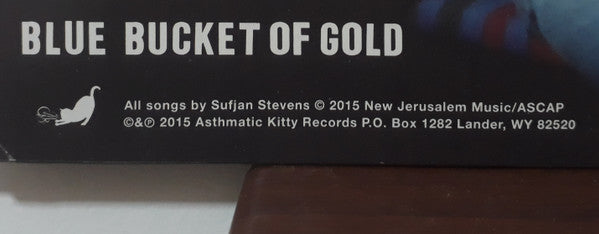 BLUE BUCKET OF GOLD
All songs by Sufjan Stevens © 2015 New Jerusalem Music/ASCAP
©&℗ 2015 Asthmatic Kitty Records P.O. Box 1282 Lander, WY 82520